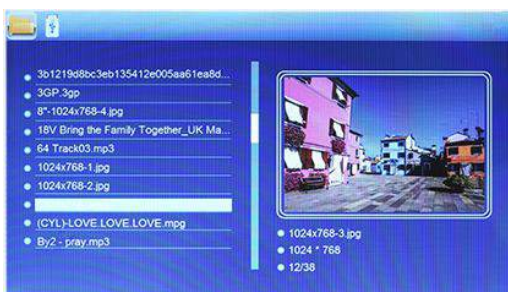 3b1219d8bc3eb135412e005aa61ea8d...
3GP.3gp
8"-1024x768-4.jpg
18V Bring the Family Together_UK Ma...
64 Track03.mp3
1024x768-1.jpg
1024x768-2.jpg
(CYL)-LOVE LOVE LOVE.mpg
By2 - pray.mp3
1024x768-3.jpg
1024 * 768
12/38